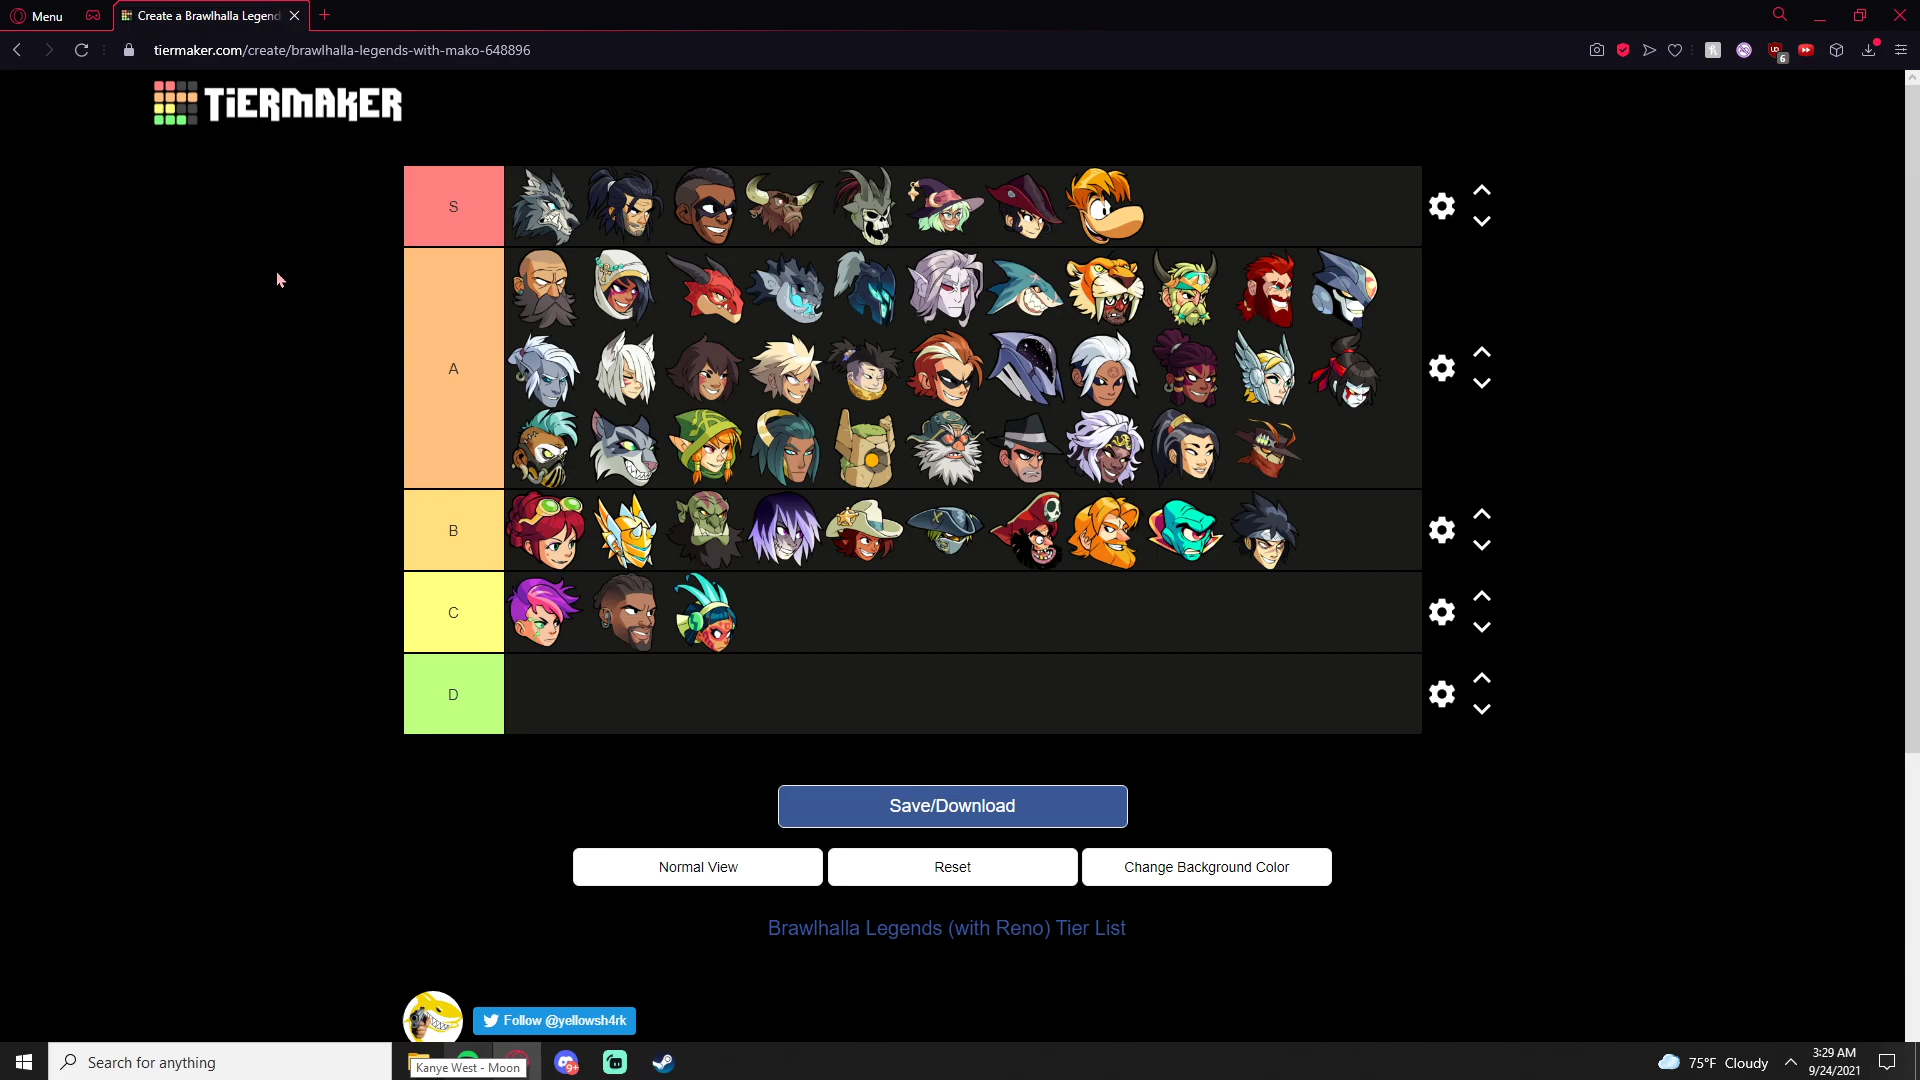 Menu
Create a Brawlhalla Legend
tiermaker.com/create/brawlhalla-legends-with-mako-648896
6
TiERMAKER
S
A
B
C
D
Save/Download
Normal View
Reset
Change Background Color
Brawlhalla Legends (with Reno) Tier List
Follow @yellowsh4rk
Search for anything
Kanye West - Moon
9+
75°F Cloudy
3:29 AM
9/24/2021